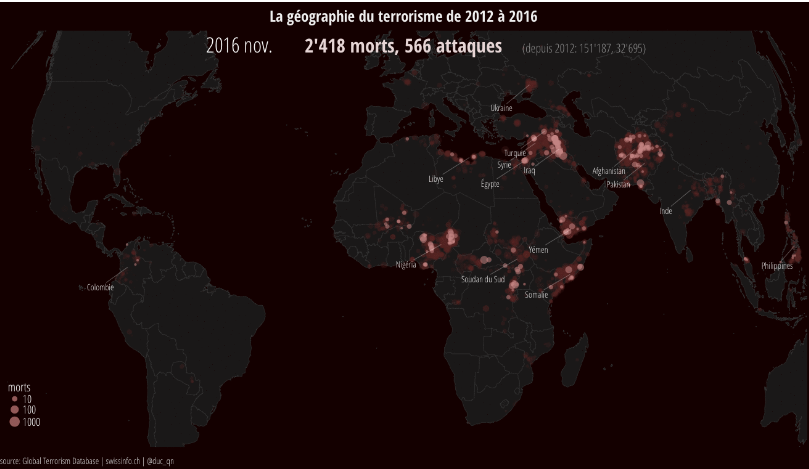 La géographie du terrorisme de 2012 à 2016
2016 nov. 2'418 morts, 566 attaques (depuis 2012: 151'187, 32'695)
Ukraine
Turquie
Syrie
Iraq
Libye
Égypte
Afghanistan
Pakistan
Inde
Yémen
Nigéria
Soudan du Sud
Somalie
Philippines
Colombie
morts
10
100
1000
source: Global Terrorism Database | swissinfo.ch | @duc_qn